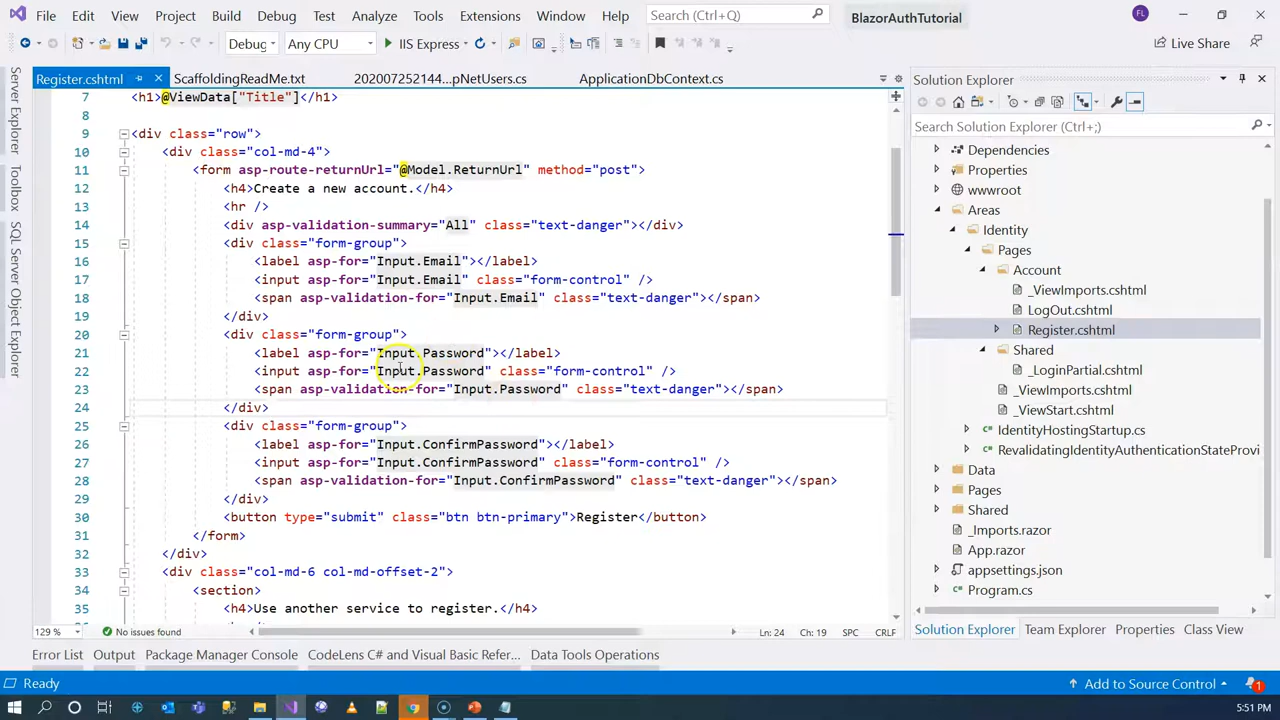 File Edit View Project Build Debug Test Analyze Tools Extensions Window Help Search (Ctrl+Q) BlazorAuthTutorial FL
Debug Any CPU IIS Express Live Share
Register.cshtml ScaffoldingReadMe.txt 202007252144...pNetUsers.cs ApplicationDbContext.cs
Server Explorer
Toolbox
SQL Server Object Explorer
7 <h1>@ViewData["Title"]</h1>
8
9 <div class="row">
10 <div class="col-md-4">
11 <form asp-route-returnUrl="@Model.ReturnUrl" method="post">
12 <h4>Create a new account.</h4>
13 <hr />
14 <div asp-validation-summary="All" class="text-danger"></div>
15 <div class="form-group">
16 <label asp-for="Input.Email"></label>
17 <input asp-for="Input.Email" class="form-control" />
18 <span asp-validation-for="Input.Email" class="text-danger"></span>
19 </div>
20 <div class="form-group">
21 <label asp-for="Input.Password"></label>
22 <input asp-for="Input.Password" class="form-control" />
23 <span asp-validation-for="Input.Password" class="text-danger"></span>
24 </div>
25 <div class="form-group">
26 <label asp-for="Input.ConfirmPassword"></label>
27 <input asp-for="Input.ConfirmPassword" class="form-control" />
28 <span asp-validation-for="Input.ConfirmPassword" class="text-danger"></span>
29 </div>
30 <button type="submit" class="btn btn-primary">Register</button>
31 </form>
32 </div>
33 <div class="col-md-6 col-md-offset-2">
34 <section>
35 <h4>Use another service to register.</h4>
129 % No issues found Ln: 24 Ch: 19 SPC CRLF
Solution Explorer
Search Solution Explorer (Ctrl+;)
Dependencies
Properties
wwwroot
Areas
Identity
Pages
Account
_ViewImports.cshtml
LogOut.cshtml
Register.cshtml
Shared
_LoginPartial.cshtml
_ViewImports.cshtml
_ViewStart.cshtml
IdentityHostingStartup.cs
RevalidatingIdentityAuthenticationStateProvi
Data
Pages
Shared
_Imports.razor
App.razor
appsettings.json
Program.cs
Solution Explorer Team Explorer Properties Class View
Error List Output Package Manager Console CodeLens C# and Visual Basic Refer... Data Tools Operations
Ready Add to Source Control 1
5:51 PM